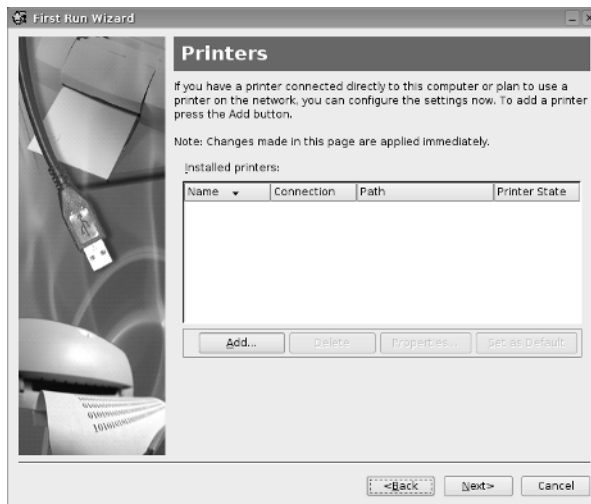 First Run Wizard
Printers
If you have a printer connected directly to this computer or plan to use a
printer on the network, you can configure the settings now. To add a printer
press the Add button.
Note: Changes made in this page are applied immediately.
Installed printers:
Name Connection Path Printer State
Add... Delete Properties... Set as Default
<Back Next> Cancel